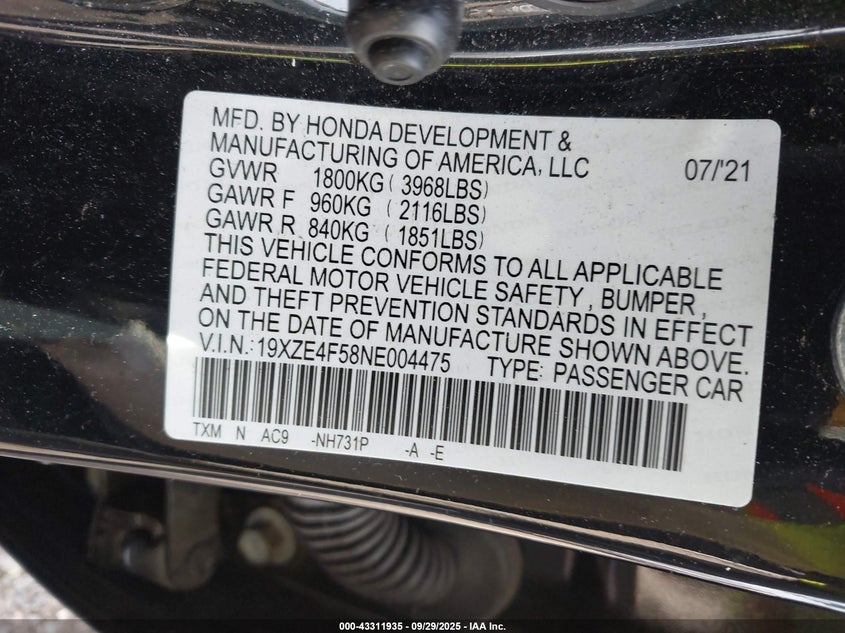 MFD. BY HONDA DEVELOPMENT &
MANUFACTURING OF AMERICA, LLC 07/'21
GVWR 1800KG ( 3968LBS)
GAWR F 960KG ( 2116LBS)
GAWR R 840KG ( 1851LBS)
THIS VEHICLE CONFORMS TO ALL APPLICABLE
FEDERAL MOTOR VEHICLE SAFETY , BUMPER ,
AND THEFT PREVENTION STANDARDS IN EFFECT
ON THE DATE OF MANUFACTURE SHOWN ABOVE.
V.I.N.:19XZE4F58NE004475 TYPE: PASSENGER CAR
TXM N AC9 -NH731P -A -E
000-43311935 - 09/29/2025 - IAA Inc.